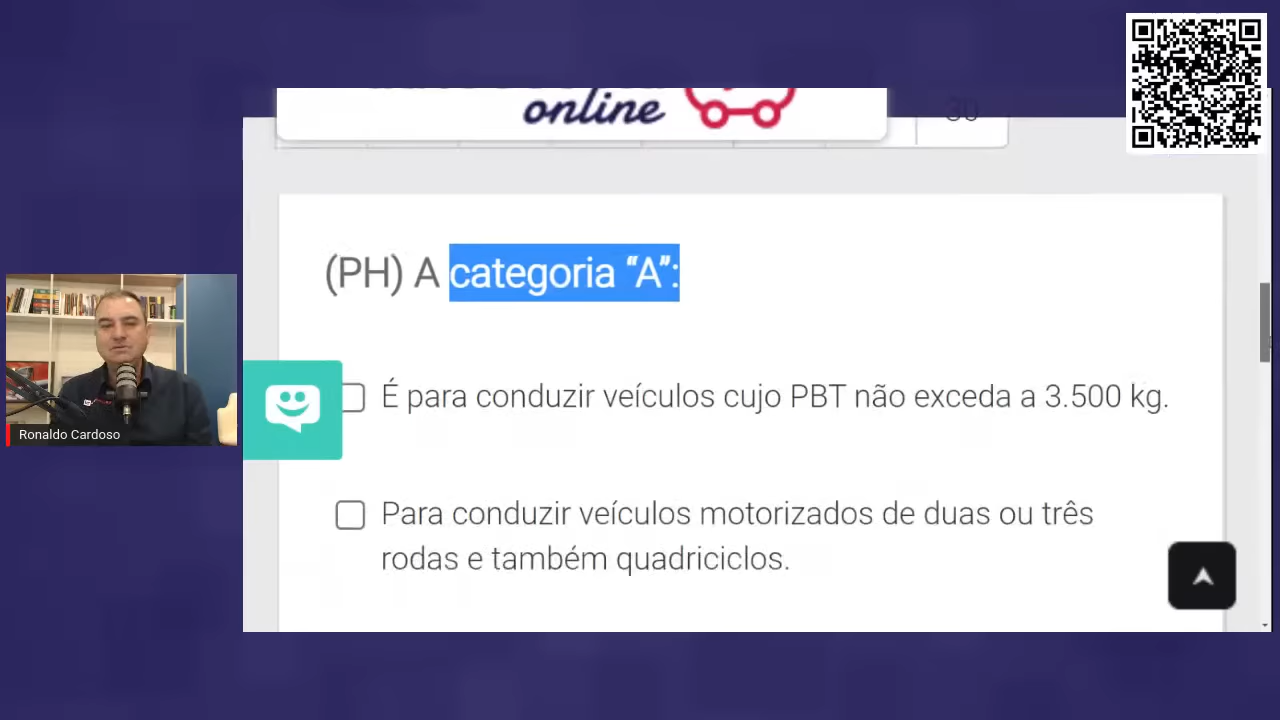 online
30
(PH) A categoria “A”:
É para conduzir veículos cujo PBT não exceda a 3.500 kg.
Para conduzir veículos motorizados de duas ou três
rodas e também quadriciclos.
Ronaldo Cardoso